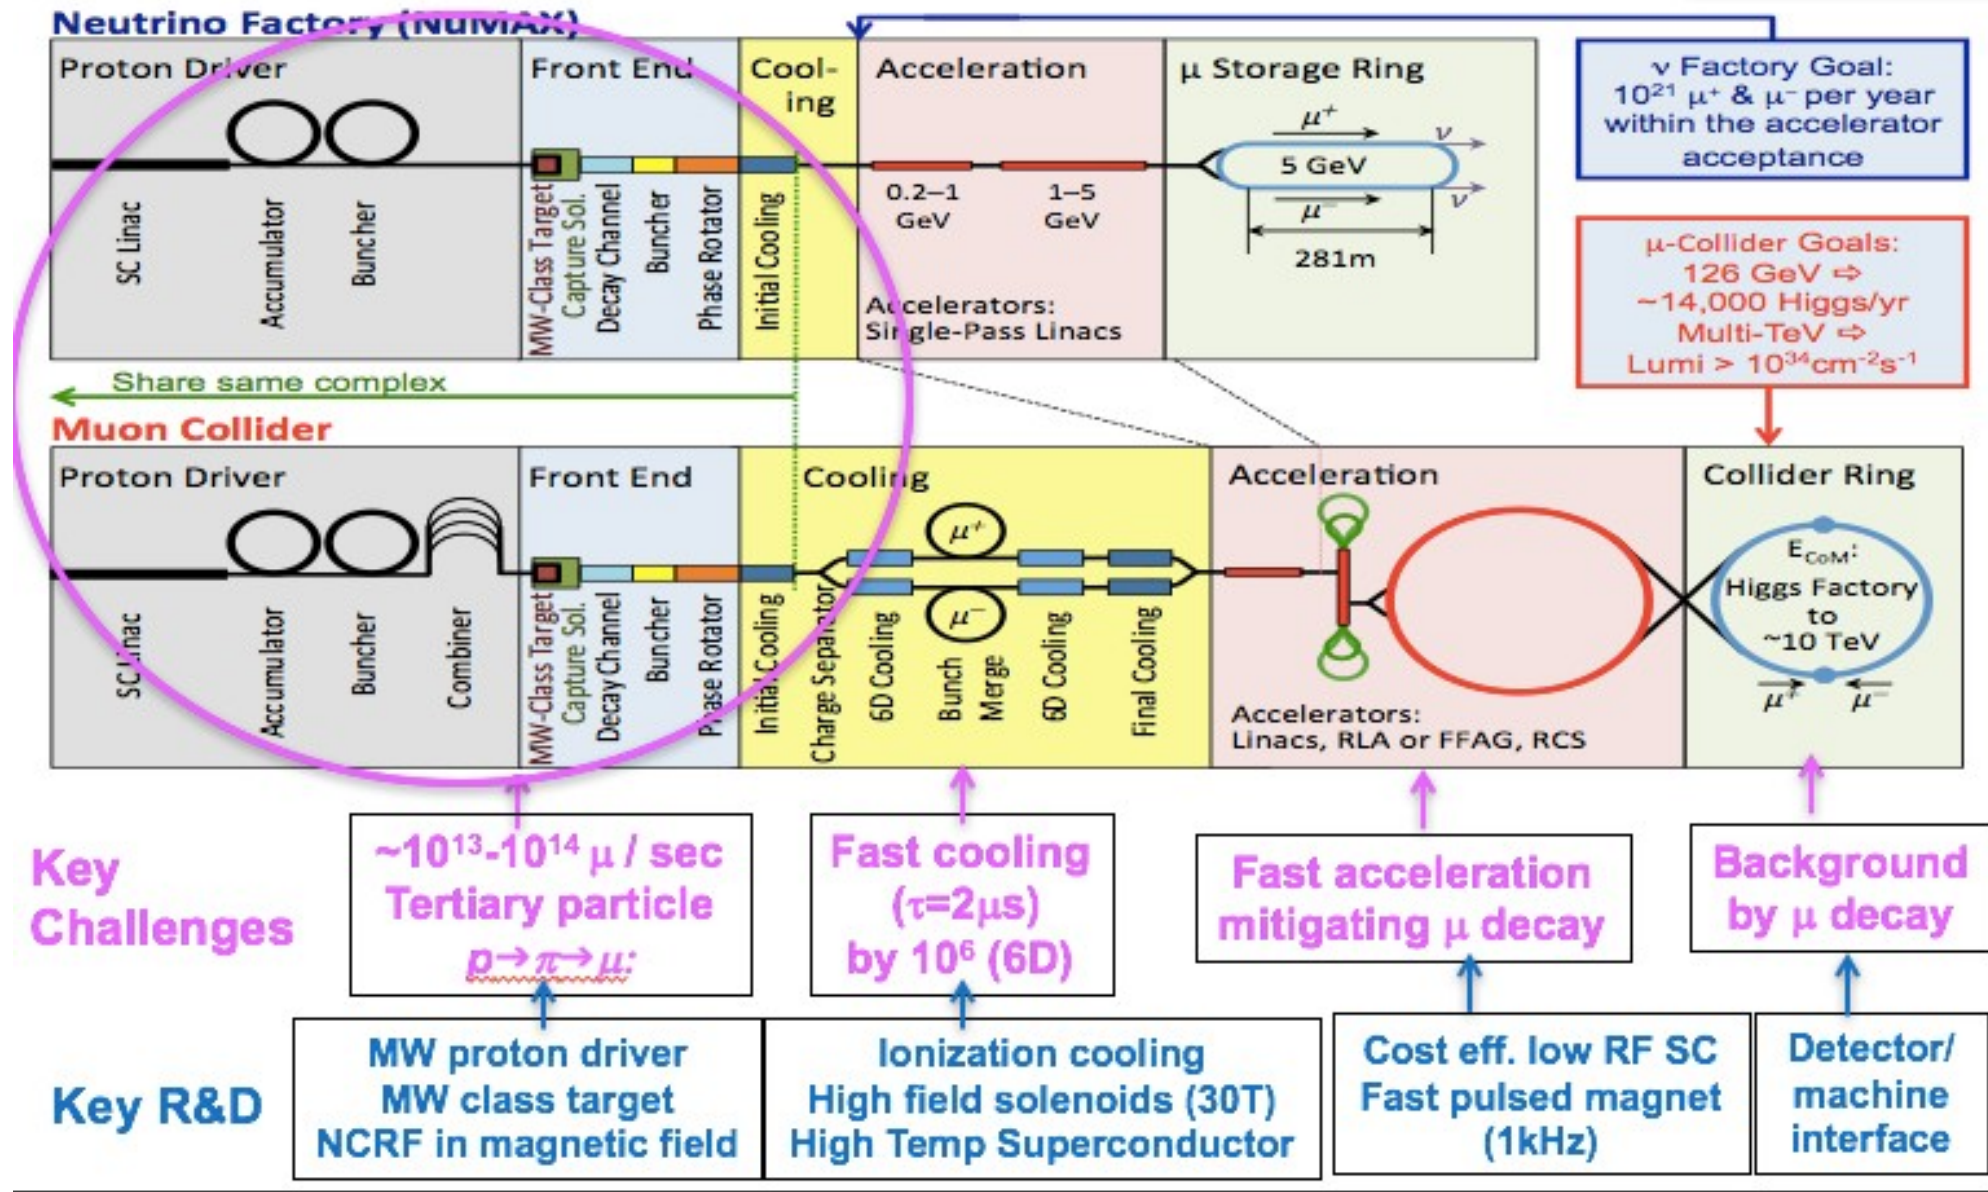 Neutrino Factory (NuMAX)
Proton Driver
Front End
Cool-
ing
Acceleration
μ Storage Ring
SC Linac
Accumulator
Buncher
MW-Class Target
Capture Sol.
Decay Channel
Buncher
Phase Rotator
Initial Cooling
0.2–1
GeV
1–5
GeV
Accelerators:
Single-Pass Linacs
μ⁺
5 GeV
μ⁻
ν
ν
281m
ν Factory Goal:
10²¹ μ⁺ & μ⁻ per year
within the accelerator
acceptance
μ-Collider Goals:
126 GeV ⇨
~14,000 Higgs/yr
Multi-TeV ⇨
Lumi > 10³⁴cm⁻²s⁻¹
Share same complex
Muon Collider
Proton Driver
Front End
Cooling
Acceleration
Collider Ring
SC Linac
Accumulator
Buncher
Combiner
MW-Class Target
Capture Sol.
Decay Channel
Buncher
Phase Rotator
Initial Cooling
Charge Separator
6D Cooling
μ⁺
μ⁻
Bunch
Merge
6D Cooling
Final Cooling
Accelerators:
Linacs, RLA or FFAG, RCS
E_CoM:
Higgs Factory
to
~10 TeV
μ⁺
μ⁻
Key
Challenges
~10¹³-10¹⁴ μ / sec
Tertiary particle
p→π→μ:
Fast cooling
(τ=2μs)
by 10⁶ (6D)
Fast acceleration
mitigating μ decay
Background
by μ decay
Key R&D
MW proton driver
MW class target
NCRF in magnetic field
Ionization cooling
High field solenoids (30T)
High Temp Superconductor
Cost eff. low RF SC
Fast pulsed magnet
(1kHz)
Detector/
machine
interface